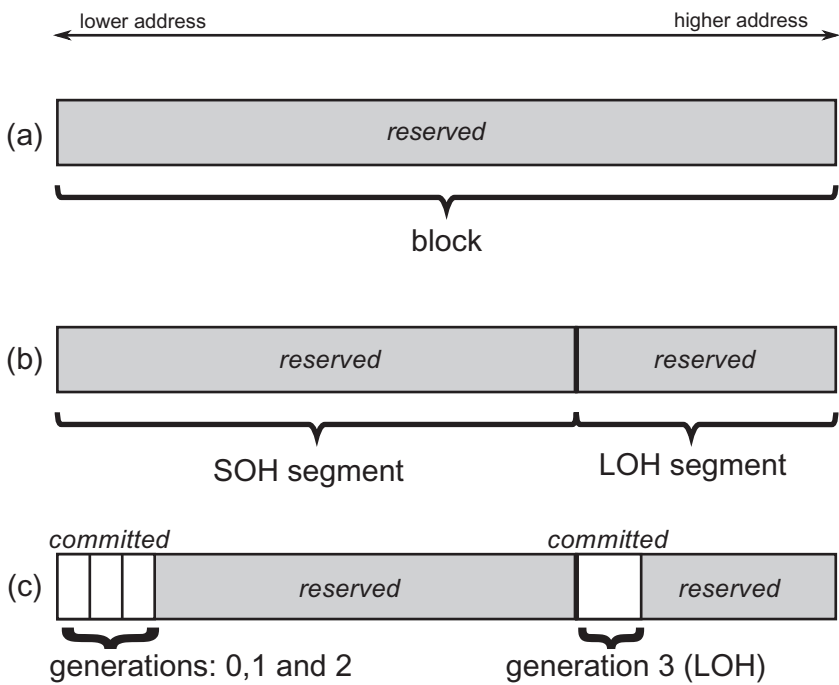 lower address higher address
(a) reserved
block
(b) reserved reserved
SOH segment LOH segment
committed committed
(c) reserved reserved
generations: 0,1 and 2 generation 3 (LOH)